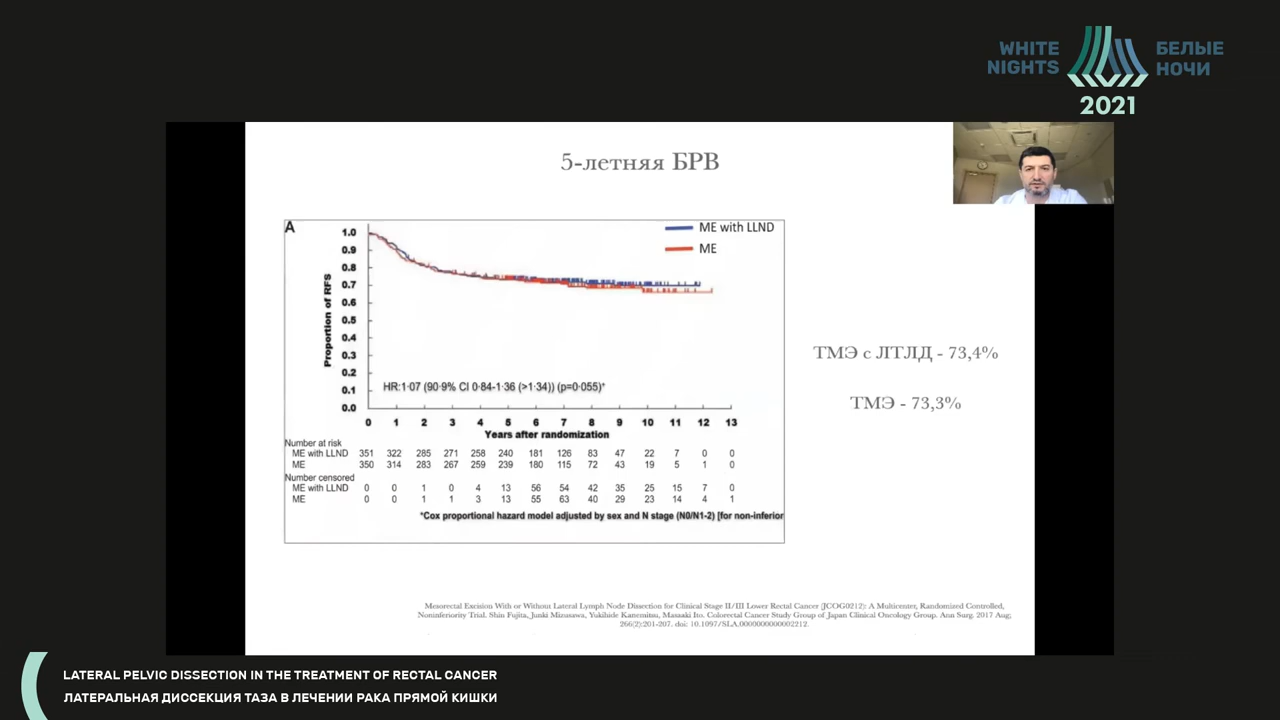 WHITE NIGHTS
БЕЛЫЕ НОЧИ
2021
5-летняя БРВ
A
ME with LLND
ME
Proportion of RFS
1.0
0.9
0.8
0.7
0.6
0.5
0.4
0.3
0.2
0.1
0.0
HR:1·07 (90·9% CI 0·84-1·36 (>1·34)) (p=0·055)*
0 1 2 3 4 5 6 7 8 9 10 11 12 13
Years after randomization
Number at risk
ME with LLND 351 322 285 271 258 240 181 126 83 47 22 7 0 0
ME 350 314 283 267 259 239 180 115 72 43 19 5 1 0
Number censored
ME with LLND 0 0 1 0 4 13 56 54 42 35 25 15 7 0
ME 0 0 1 1 3 13 55 63 40 29 23 14 4 1
*Cox proportional hazard model adjusted by sex and N stage (N0/N1-2) [for non-inferior
ТМЭ с ЛТЛД - 73,4%
ТМЭ - 73,3%
Mesorectal Excision With or Without Lateral Lymph Node Dissection for Clinical Stage II/III Lower Rectal Cancer (JCOG0212): A Multicenter, Randomized Controlled,
Noninferiority Trial. Shin Fujita, Junki Mizusawa, Yukihide Kanemitsu, Masaaki Ito. Colorectal Cancer Study Group of Japan Clinical Oncology Group. Ann Surg. 2017 Aug;
266(2):201-207. doi: 10.1097/SLA.0000000000002212.
LATERAL PELVIC DISSECTION IN THE TREATMENT OF RECTAL CANCER
ЛАТЕРАЛЬНАЯ ДИССЕКЦИЯ ТАЗА В ЛЕЧЕНИИ РАКА ПРЯМОЙ КИШКИ